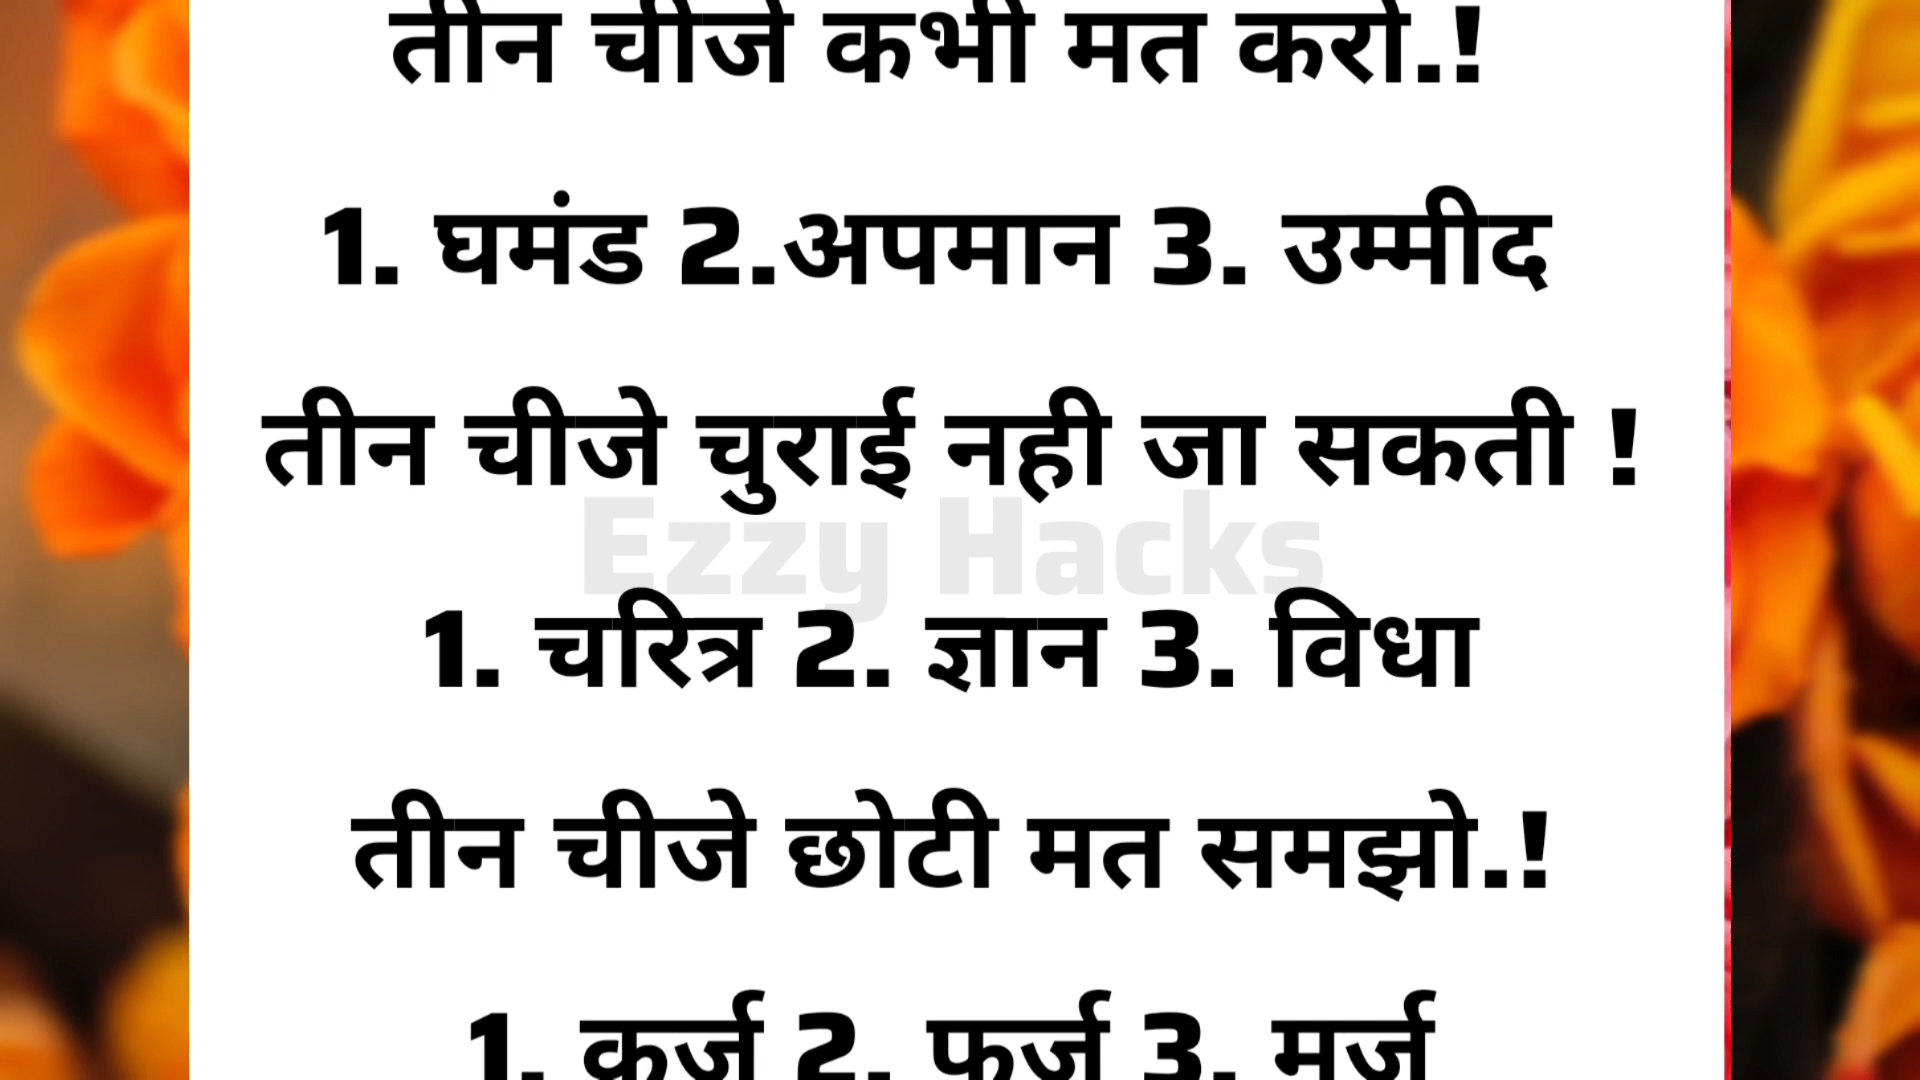 तीन चीजे कभी मत करो.!
1. घमंड 2.अपमान 3. उम्मीद
तीन चीजे चुराई नही जा सकती !
Ezzy Hacks
1. चरित्र 2. ज्ञान 3. विधा
तीन चीजे छोटी मत समझो.!
1. कर्ज 2. फर्ज 3. मर्ज